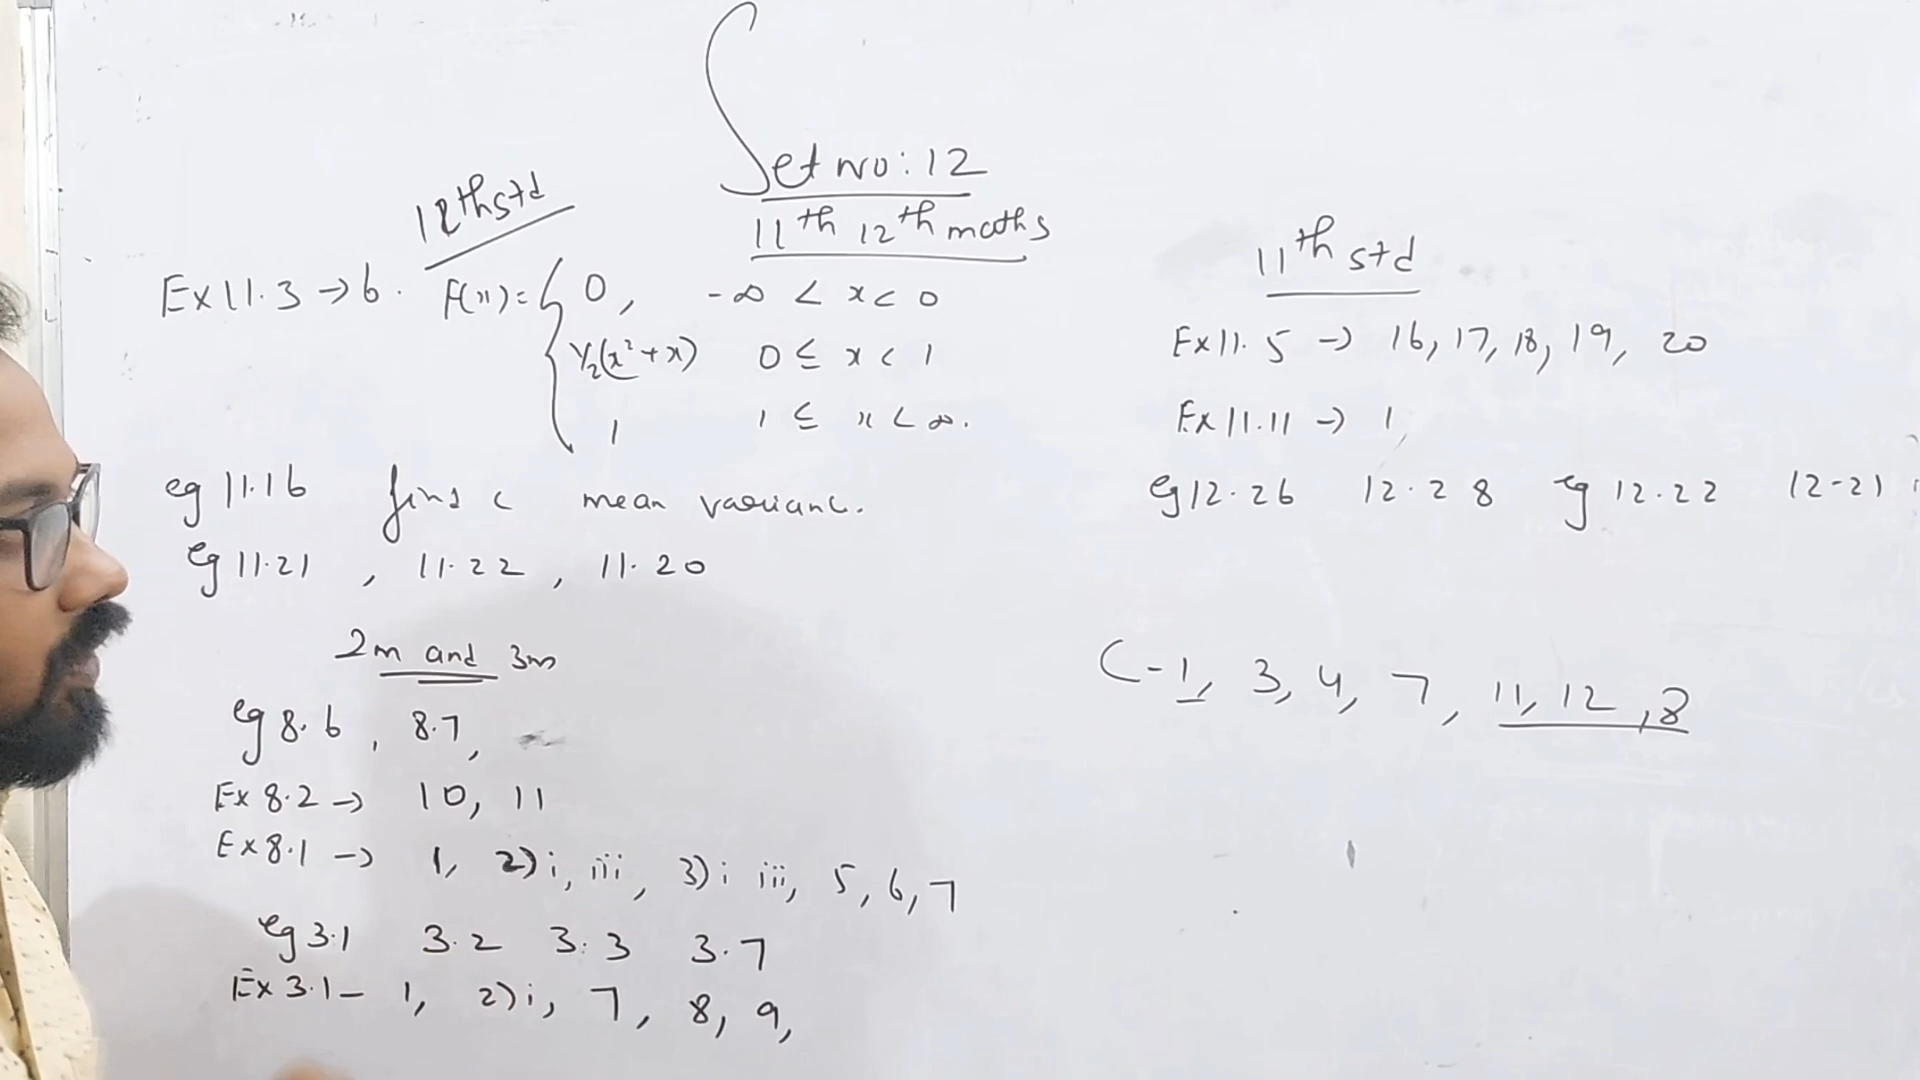 Set no: 12
11th 12th maths
12th std
Ex 11.3 → 6. F(x) = { 0, -∞ < x < 0
1/2(x² + x) 0 ≤ x < 1
1 1 ≤ x < ∞.
eg 11.16 find c mean variance.
eg 11.21 , 11.22 , 11.20
2m and 3m
eg 8.6 , 8.7,
Ex 8.2 → 10, 11
Ex 8.1 → 1, 2) i, iii, 3) i iii, 5, 6, 7
eg 3.1 3.2 3.3 3.7
Ex 3.1 - 1, 2) i, 7, 8, 9,
11th std
Ex 11.5 → 16, 17, 18, 19, 20
Ex 11.11 → 1,
eg 12.26 12.28 eg 12.22 12-21
C-1, 3, 4, 7, 11, 12, 8